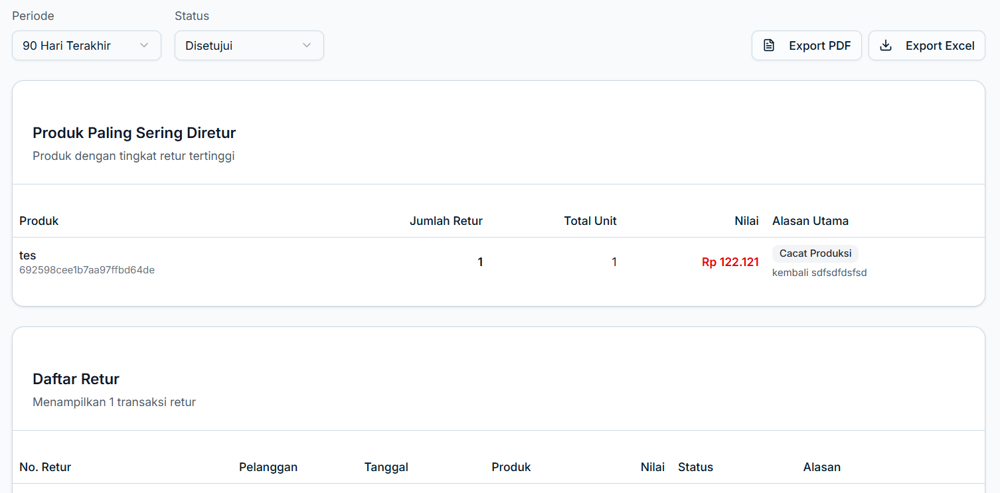 Periode Status
90 Hari Terakhir Disetujui Export PDF Export Excel
Produk Paling Sering Diretur
Produk dengan tingkat retur tertinggi
Produk Jumlah Retur Total Unit Nilai Alasan Utama
tes 1 1 Rp 122.121 Cacat Produksi
692598cee1b7aa97ffbd64de kembali sdfsdfdsfsd
Daftar Retur
Menampilkan 1 transaksi retur
No. Retur Pelanggan Tanggal Produk Nilai Status Alasan